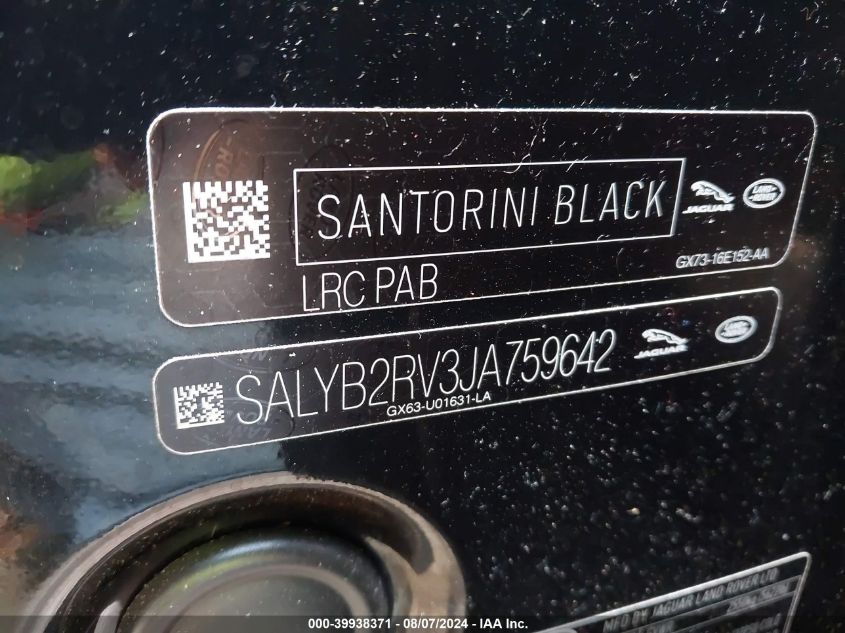 SANTORINI BLACK
JAGUAR
LAND ROVER
GX73-16E152-AA
LRC PAB
SALYB2RV3JA759642
JAGUAR
LAND ROVER
GX63-U01631-LA
MFD BY JAGUAR LAND ROVER LTD
000-39938371 - 08/07/2024 - IAA Inc.